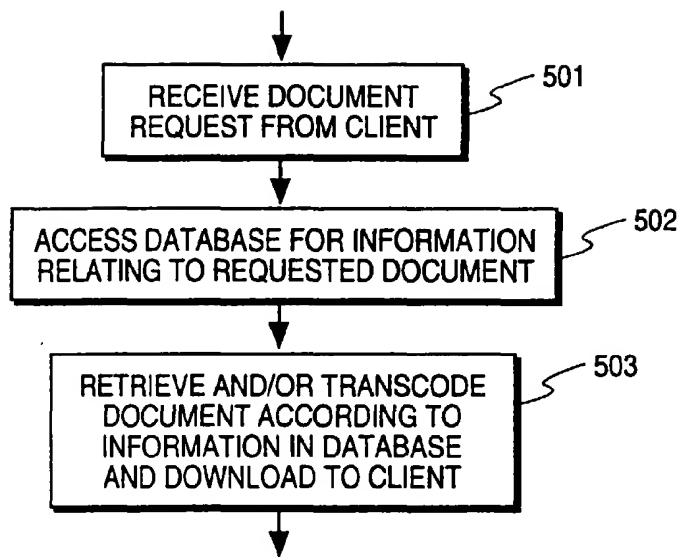 RECEIVE DOCUMENT
REQUEST FROM CLIENT
501
ACCESS DATABASE FOR INFORMATION
RELATING TO REQUESTED DOCUMENT
502
RETRIEVE AND/OR TRANSCODE
DOCUMENT ACCORDING TO
INFORMATION IN DATABASE
AND DOWNLOAD TO CLIENT
503